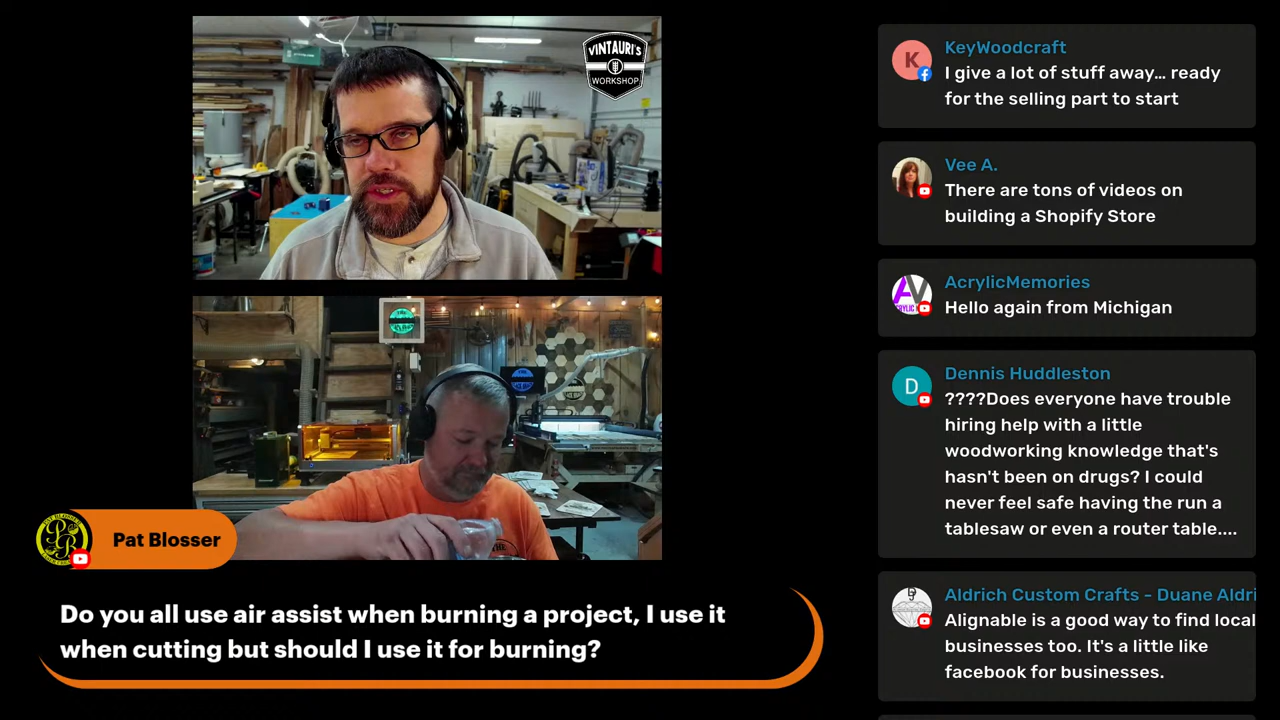 VINTAURI'S
WORKSHOP
KeyWoodcraft
I give a lot of stuff away... ready
for the selling part to start
Vee A.
There are tons of videos on
building a Shopify Store
AcrylicMemories
Hello again from Michigan
Dennis Huddleston
????Does everyone have trouble
hiring help with a little
woodworking knowledge that's
hasn't been on drugs? I could
never feel safe having the run a
tablesaw or even a router table....
Aldrich Custom Crafts - Duane Aldri
Alignable is a good way to find local
businesses too. It's a little like
facebook for businesses.
Pat Blosser
Do you all use air assist when burning a project, I use it
when cutting but should I use it for burning?